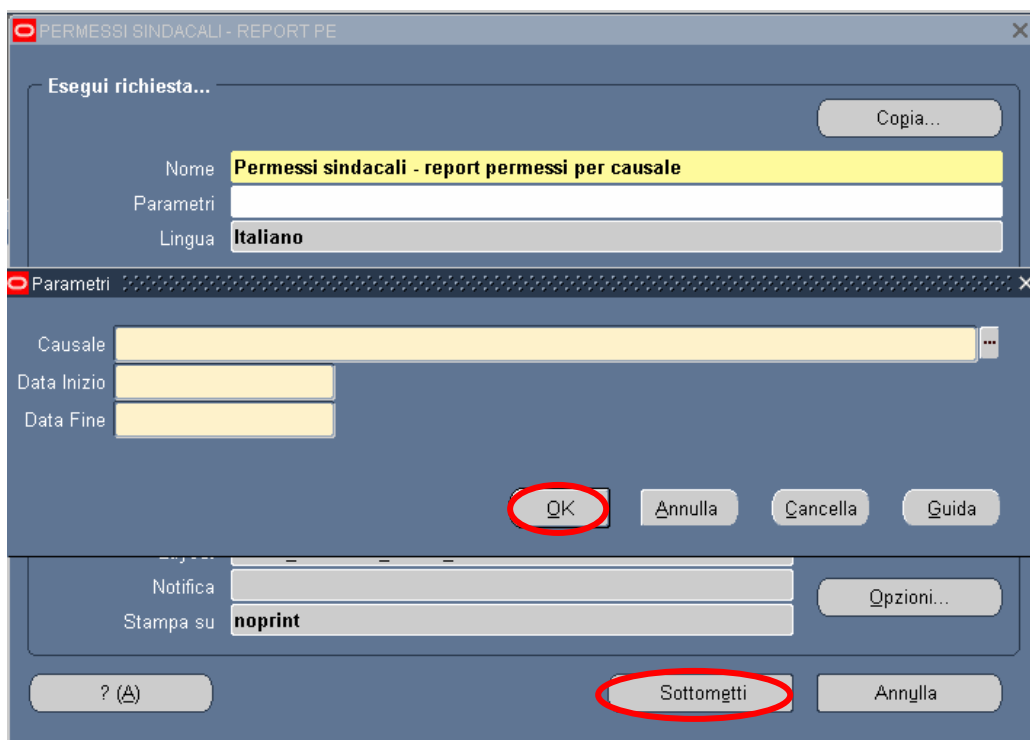 PERMESSI SINDACALI - REPORT PE
Esegui richiesta...
Copia...
Nome Permessi sindacali - report permessi per causale
Parametri
Lingua Italiano
Parametri
Causale
Data Inizio
Data Fine
OK Annulla Cancella Guida
Notifica
Opzioni...
Stampa su noprint
? (A) Sottometti Annulla